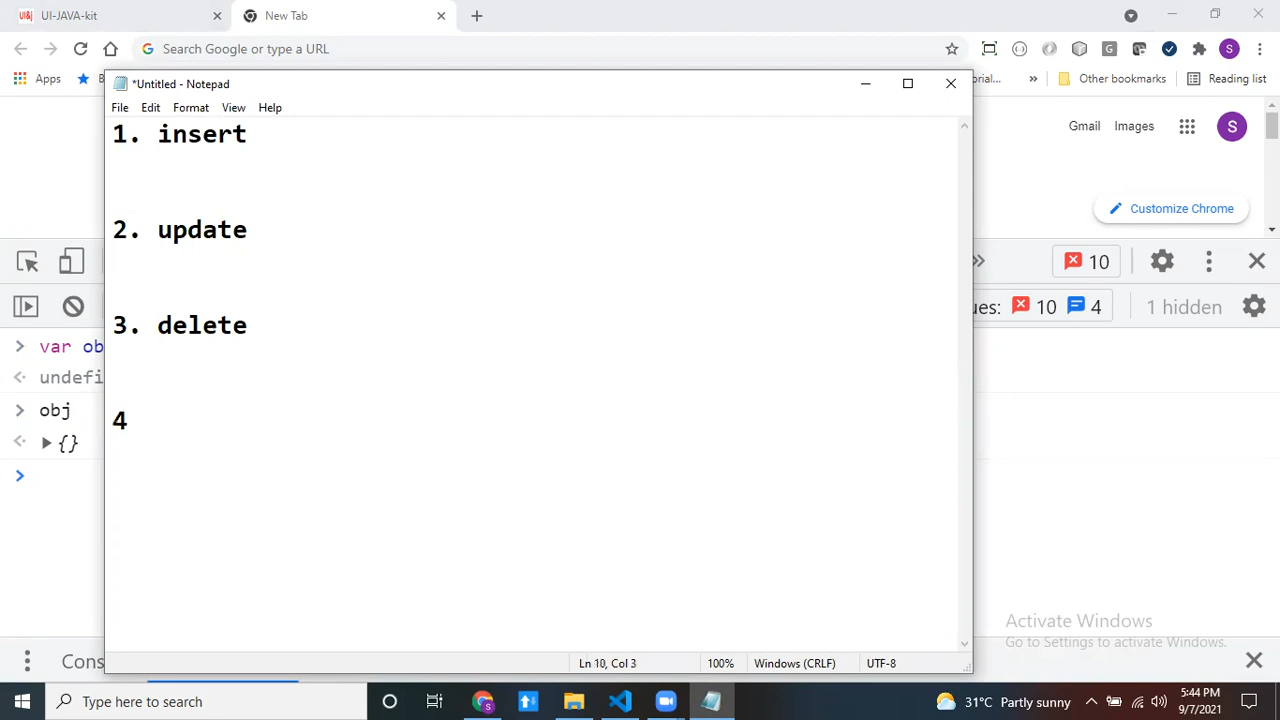 UI-JAVA-kit
New Tab
Search Google or type a URL
Apps
B
orial...
»
Other bookmarks
Reading list
*Untitled - Notepad
File Edit Format View Help
1. insert
2. update
3. delete
4
Gmail Images
S
Customize Chrome
10
ues: 10 4
1 hidden
> var ob
undefi
> obj
{}
>
Activate Windows
Go to Settings to activate Windows.
Cons
Ln 10, Col 3
100%
Windows (CRLF)
UTF-8
Type here to search
31°C Partly sunny
5:44 PM
9/7/2021